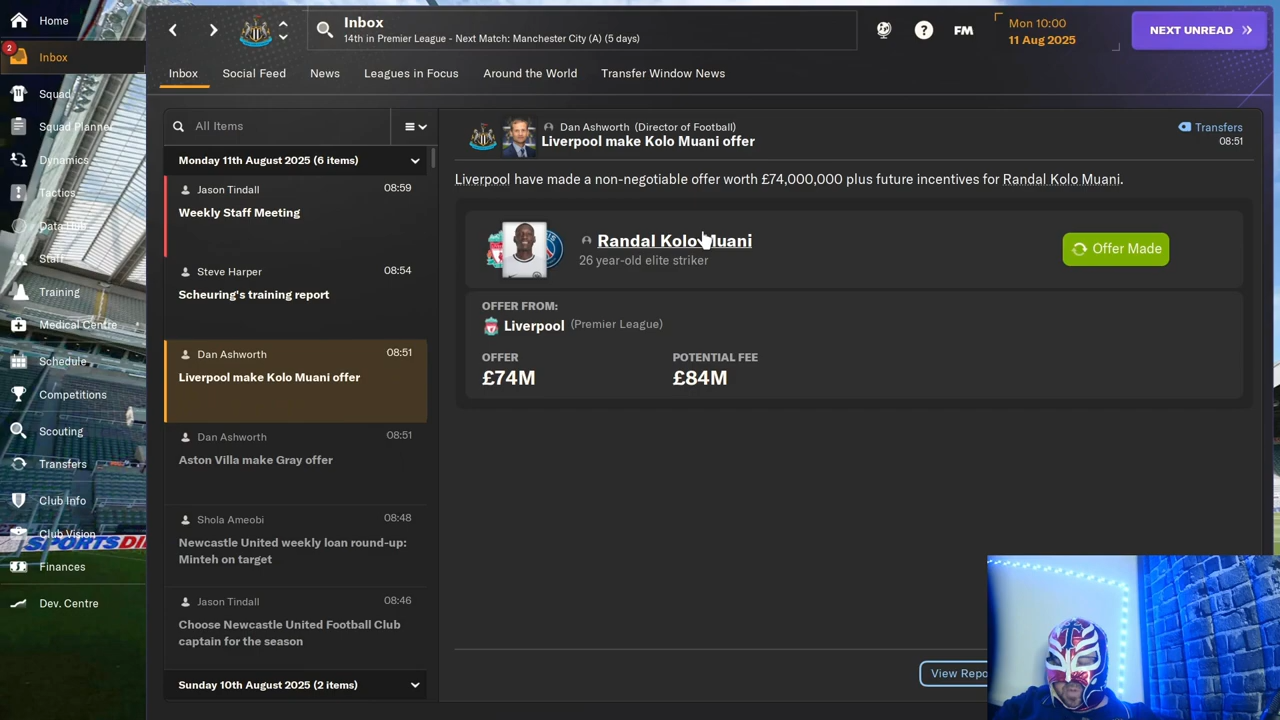 Home
2
Inbox
Squad
Squad Planner
Dynamics
Tactics
Data Hub
Staff
Training
Medical Centre
Schedule
Competitions
Scouting
Transfers
Club Info
Club Vision
Finances
Dev. Centre
SPORTSDI
Inbox
14th in Premier League - Next Match: Manchester City (A) (5 days)
?
FM
Mon 10:00
11 Aug 2025
NEXT UNREAD
Inbox
Social Feed
News
Leagues in Focus
Around the World
Transfer Window News
All Items
Monday 11th August 2025 (6 items)
Jason Tindall 08:59
Weekly Staff Meeting
Steve Harper 08:54
Scheuring's training report
Dan Ashworth 08:51
Liverpool make Kolo Muani offer
Dan Ashworth 08:51
Aston Villa make Gray offer
Shola Ameobi 08:48
Newcastle United weekly loan round-up:
Minteh on target
Jason Tindall 08:46
Choose Newcastle United Football Club
captain for the season
Sunday 10th August 2025 (2 items)
Dan Ashworth (Director of Football)
Liverpool make Kolo Muani offer
Transfers
08:51
Liverpool have made a non-negotiable offer worth £74,000,000 plus future incentives for Randal Kolo Muani.
Randal Kolo Muani
26 year-old elite striker
Offer Made
OFFER FROM:
Liverpool (Premier League)
OFFER
£74M
POTENTIAL FEE
£84M
View Repo